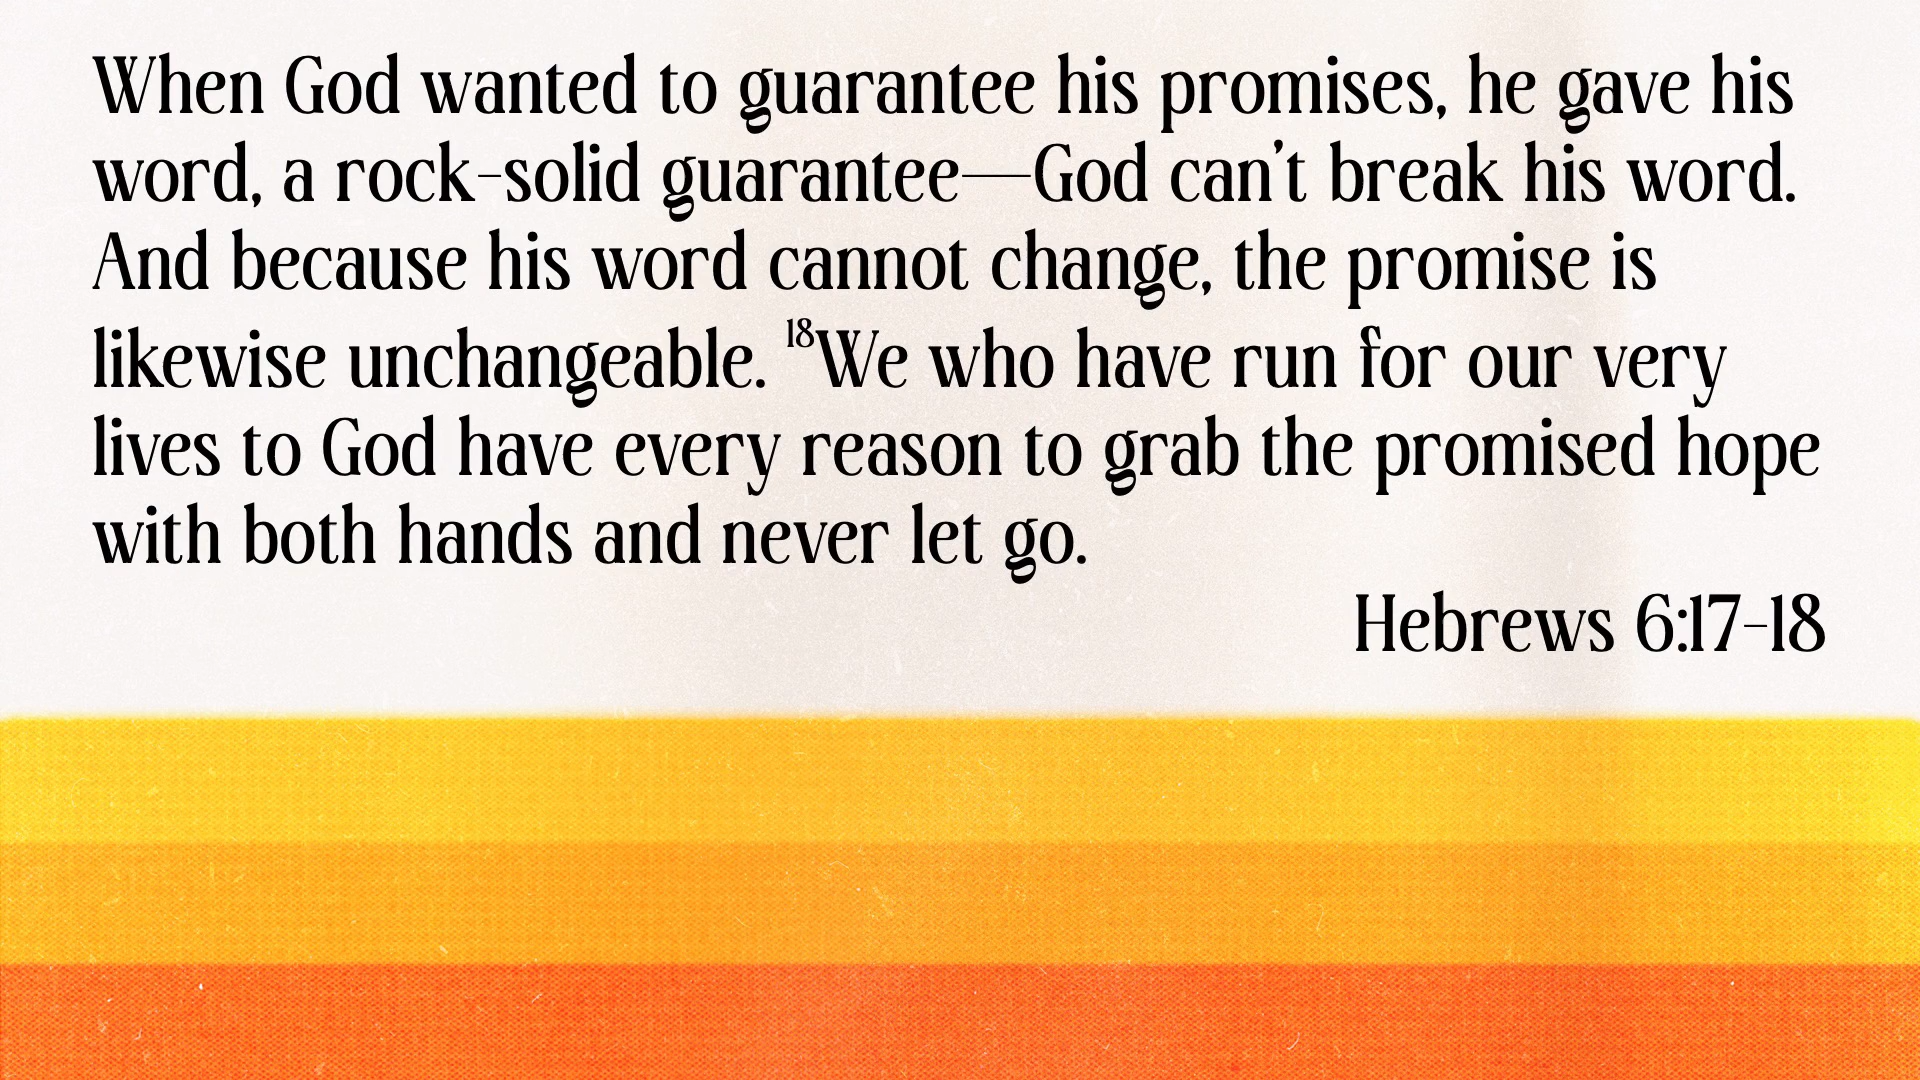 When God wanted to guarantee his promises, he gave his
word, a rock-solid guarantee—God can't break his word.
And because his word cannot change, the promise is
likewise unchangeable. ¹⁸We who have run for our very
lives to God have every reason to grab the promised hope
with both hands and never let go.
Hebrews 6:17-18